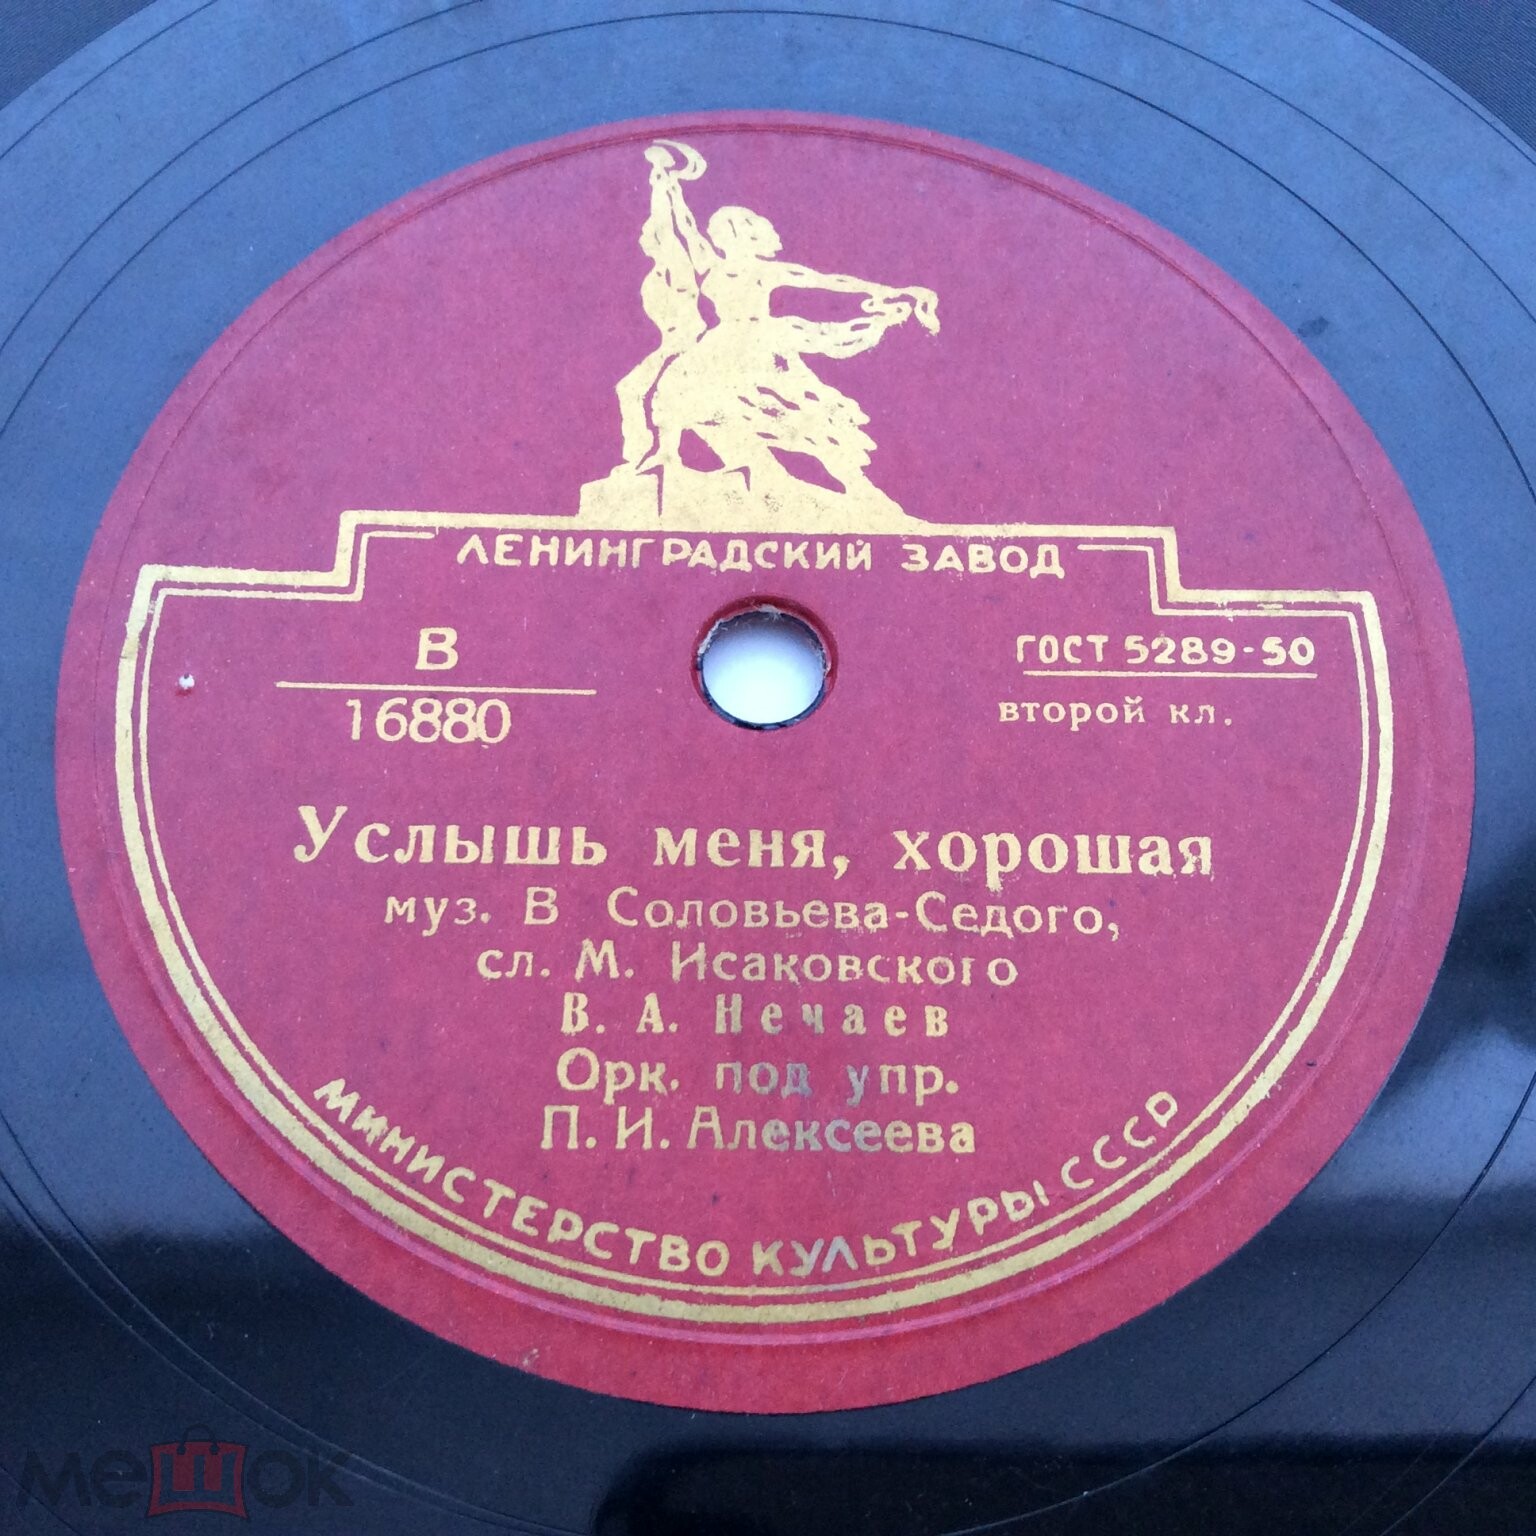 ЛЕНИНГРАДСКИЙ ЗАВОД
В
16880
ГОСТ 5289-50
второй кл.
Услышь меня, хорошая
муз. В Соловьева-Седого,
сл. М. Исаковского
В. А. Нечаев
Орк. под упр.
П. И. Алексеева
МИНИСТЕРСТВО КУЛЬТУРЫ СССР
мешок